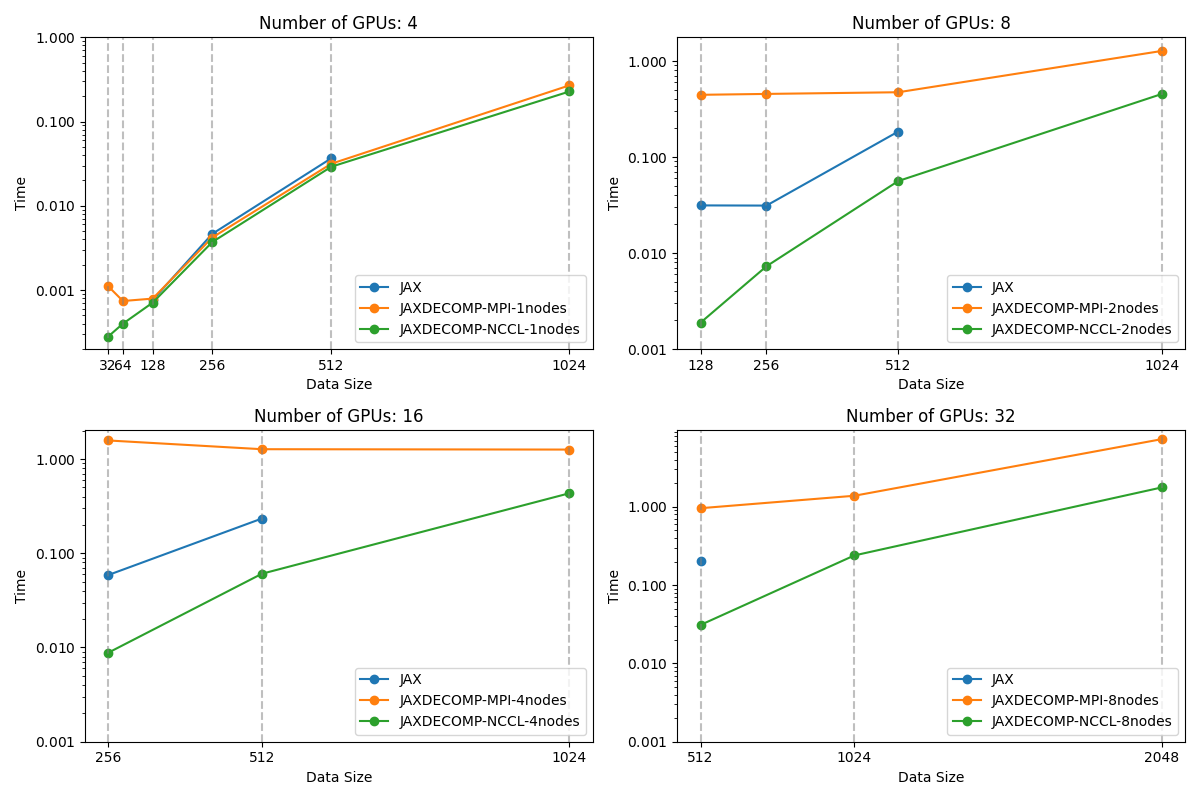 Number of GPUs: 4
1.000
0.100
0.010
0.001
Time
JAX
JAXDECOMP-MPI-1nodes
JAXDECOMP-NCCL-1nodes
32 64 128 256 512 1024
Data Size
Number of GPUs: 8
1.000
0.100
0.010
0.001
Time
JAX
JAXDECOMP-MPI-2nodes
JAXDECOMP-NCCL-2nodes
128 256 512 1024
Data Size
Number of GPUs: 16
1.000
0.100
0.010
0.001
Time
JAX
JAXDECOMP-MPI-4nodes
JAXDECOMP-NCCL-4nodes
256 512 1024
Data Size
Number of GPUs: 32
1.000
0.100
0.010
0.001
Time
JAX
JAXDECOMP-MPI-8nodes
JAXDECOMP-NCCL-8nodes
512 1024 2048
Data Size